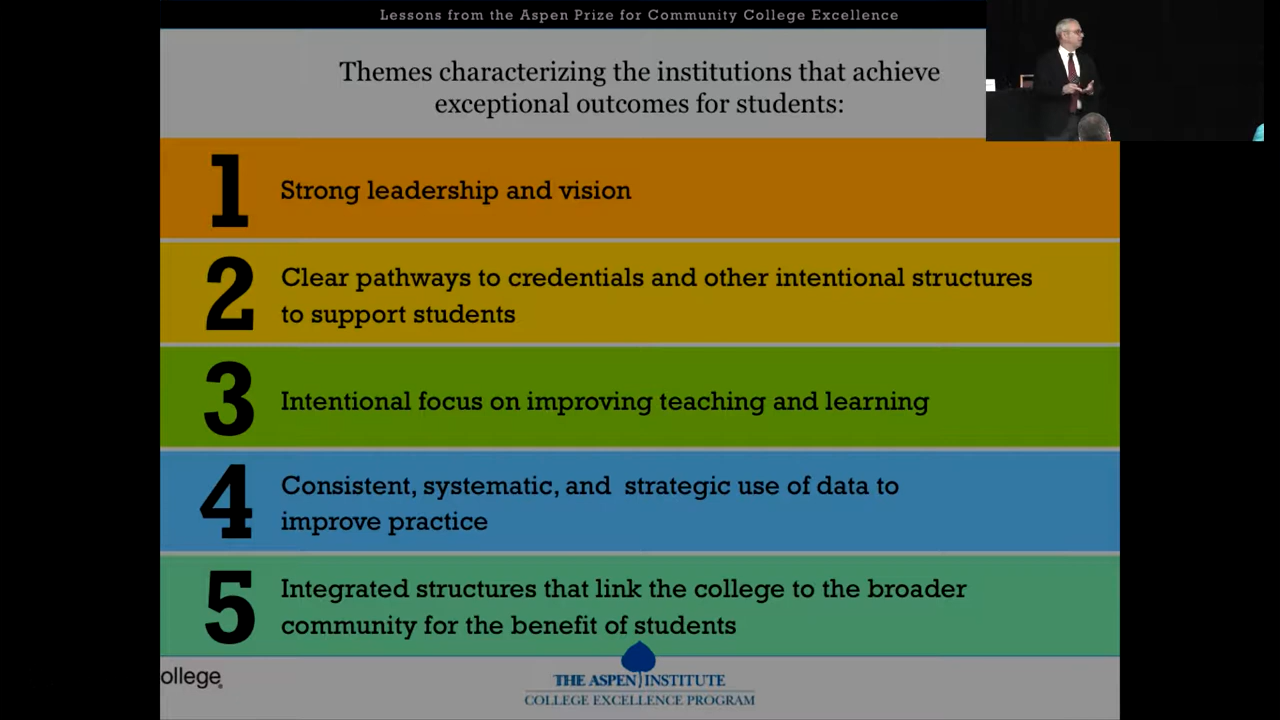 Lessons from the Aspen Prize for Community College Excellence
Themes characterizing the institutions that achieve
exceptional outcomes for students:
1 Strong leadership and vision
2 Clear pathways to credentials and other intentional structures
to support students
3 Intentional focus on improving teaching and learning
4 Consistent, systematic, and strategic use of data to
improve practice
5 Integrated structures that link the college to the broader
community for the benefit of students
ollege
THE ASPEN INSTITUTE
COLLEGE EXCELLENCE PROGRAM